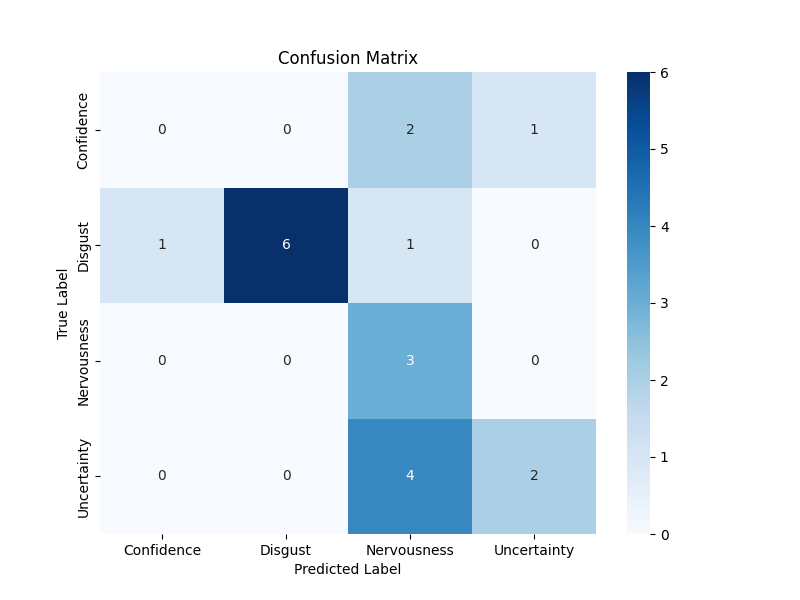 Confusion Matrix
Confidence
0 0 2 1
Disgust
1 6 1 0
Nervousness
0 0 3 0
Uncertainty
0 0 4 2
True Label
Confidence Disgust Nervousness Uncertainty
Predicted Label
6
5
4
3
2
1
0